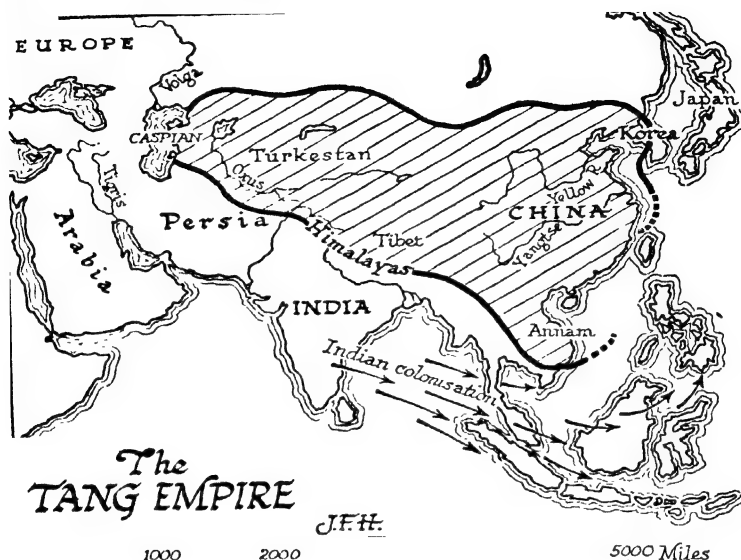 EUROPE
Volga
Japan
CASPIAN
Korea
Turkestan
Oxus
Tigris
Yellow R.
Persia
CHINA
Arabia
Himalayas
Tibet
Yangtse
INDIA
Annam
Indian colonisation
The
TANG EMPIRE
J.F.H.
1000 2000 5000 Miles